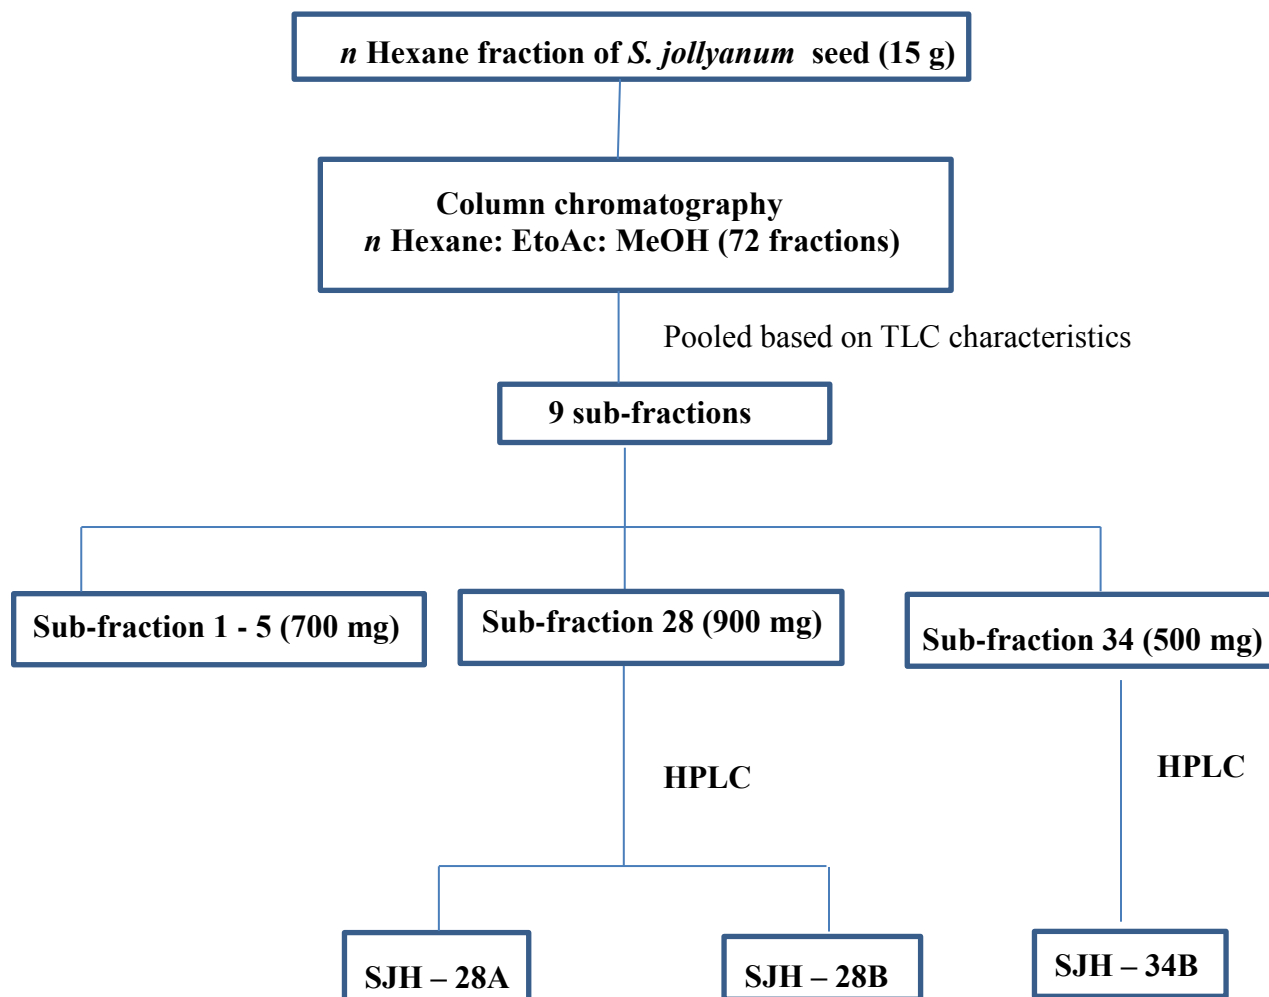 n Hexane fraction of S. jollyanum seed (15 g)
Column chromatography
n Hexane: EtoAc: MeOH (72 fractions)
Pooled based on TLC characteristics
9 sub-fractions
Sub-fraction 1 - 5 (700 mg)
Sub-fraction 28 (900 mg)
Sub-fraction 34 (500 mg)
HPLC
HPLC
SJH – 28A
SJH – 28B
SJH – 34B